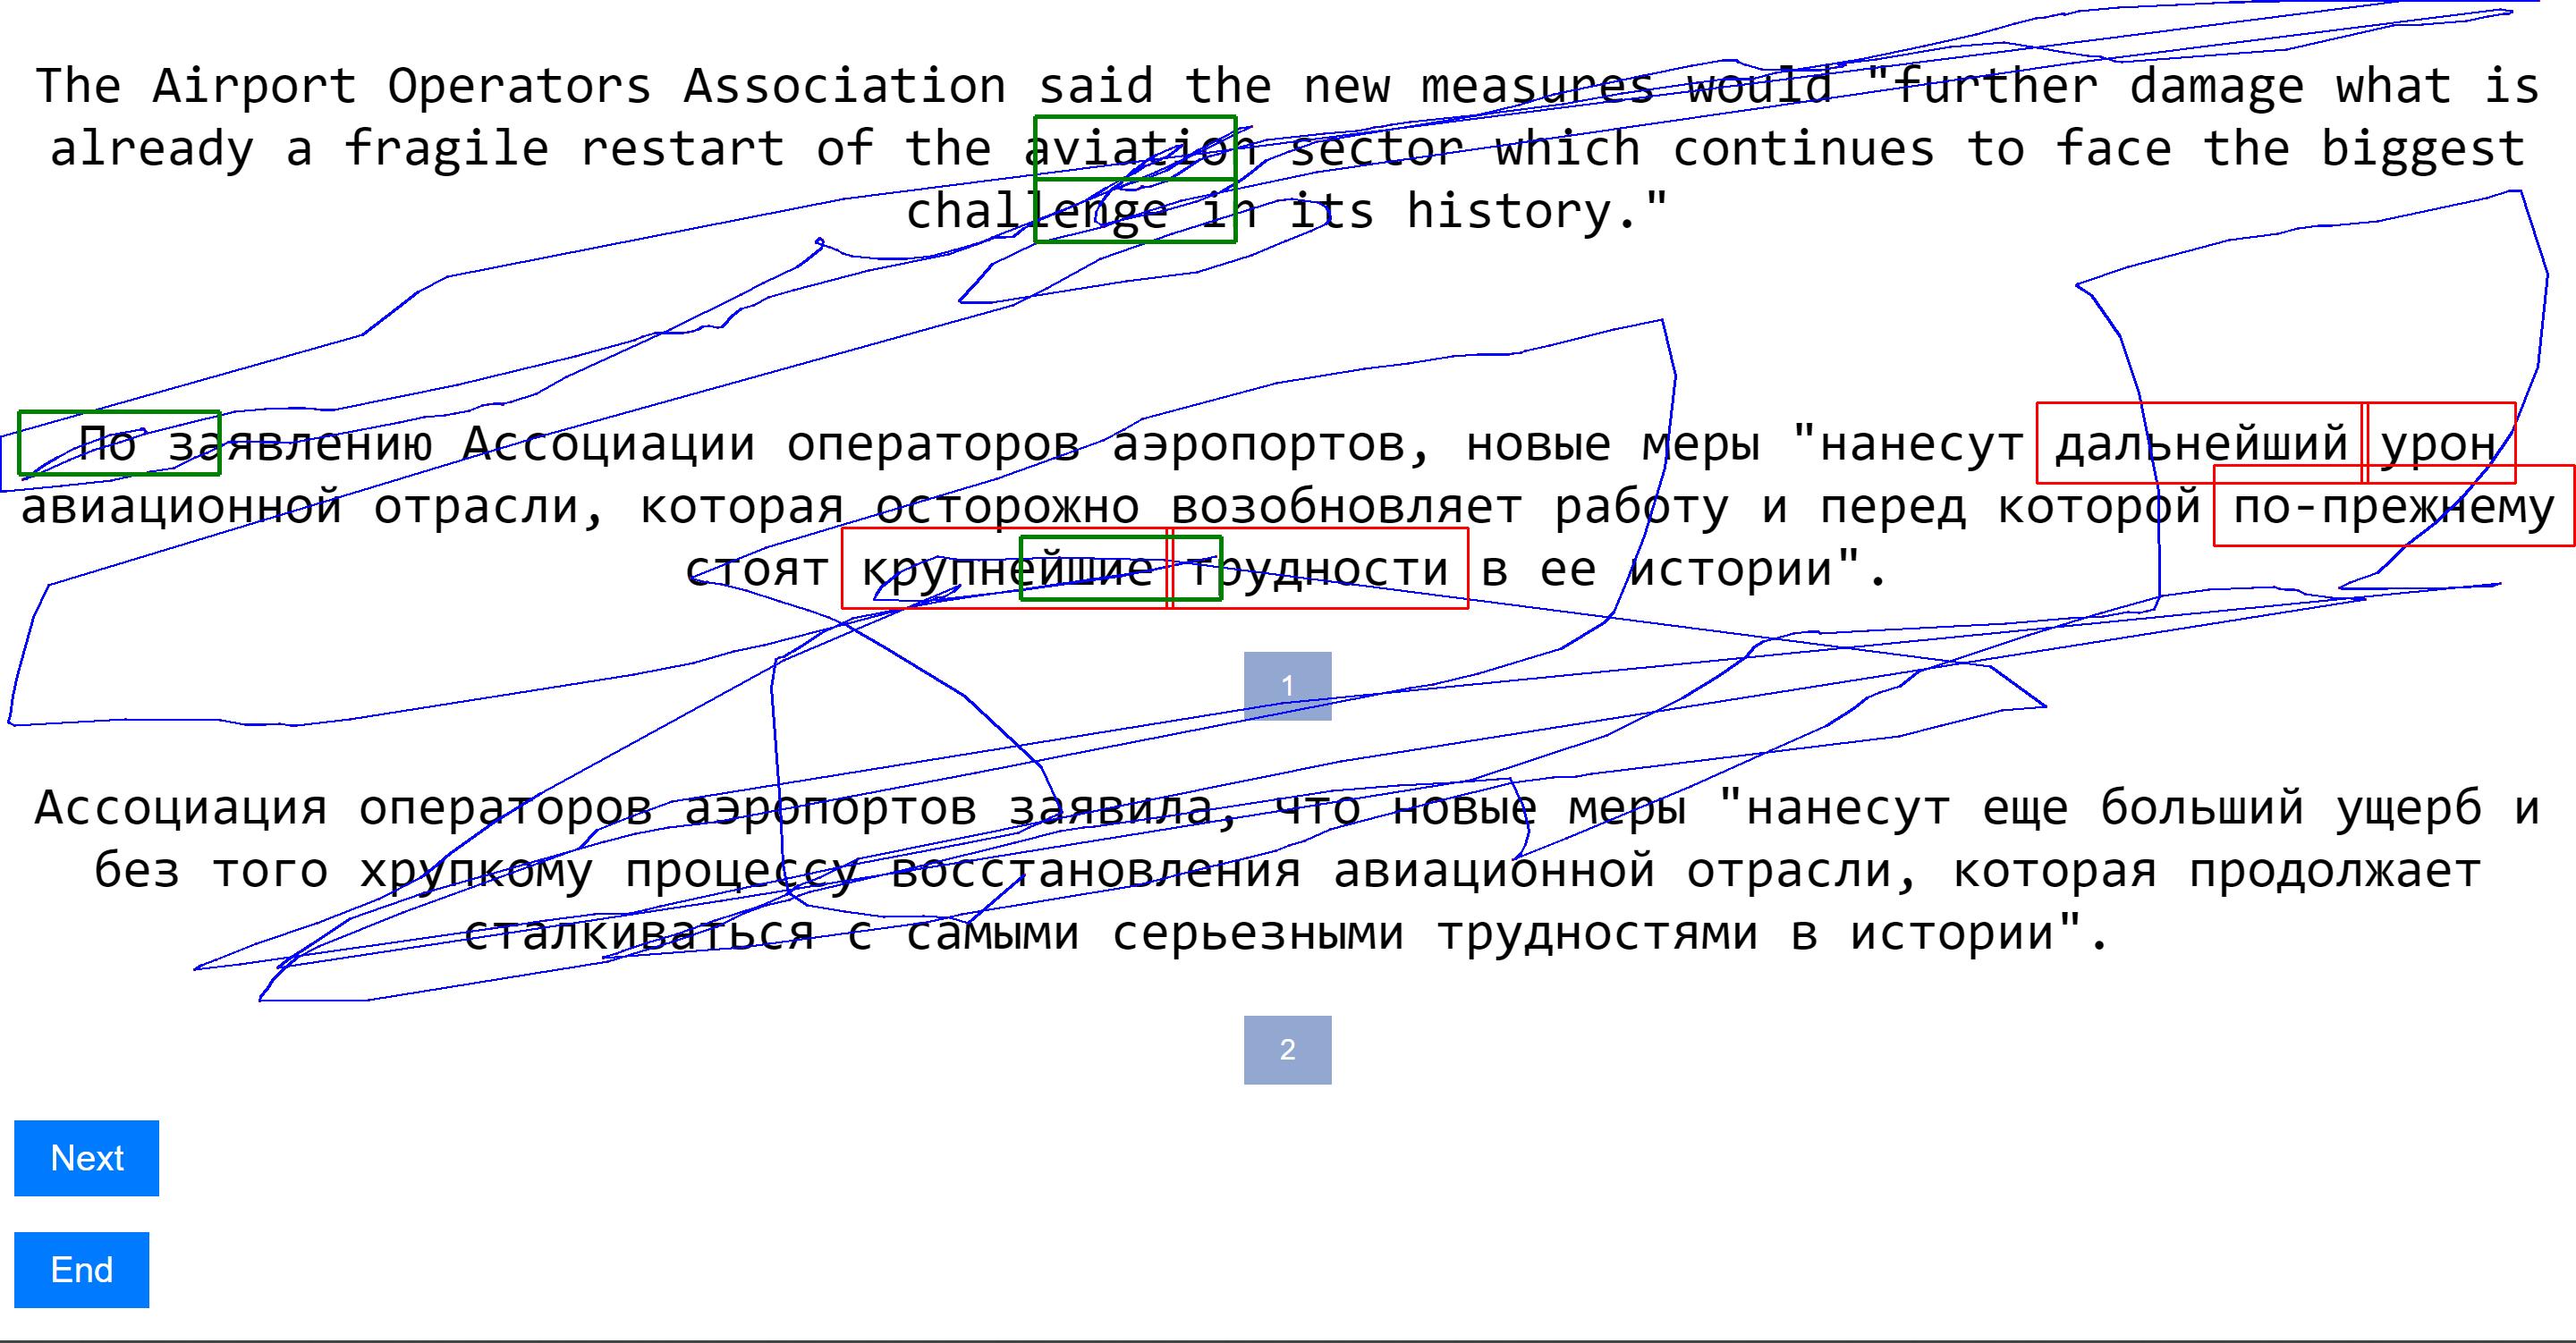 The Airport Operators Association said the new measures would "further damage what is
already a fragile restart of the aviation sector which continues to face the biggest
challenge in its history."
По заявлению Ассоциации операторов аэропортов, новые меры "нанесут дальнейший урон
авиационной отрасли, которая осторожно возобновляет работу и перед которой по-прежнему
стоят крупнейшие трудности в ее истории".
1
Ассоциация операторов аэропортов заявила, что новые меры "нанесут еще больший ущерб и
без того хрупкому процессу восстановления авиационной отрасли, которая продолжает
сталкиваться с самыми серьезными трудностями в истории".
2
Next
End